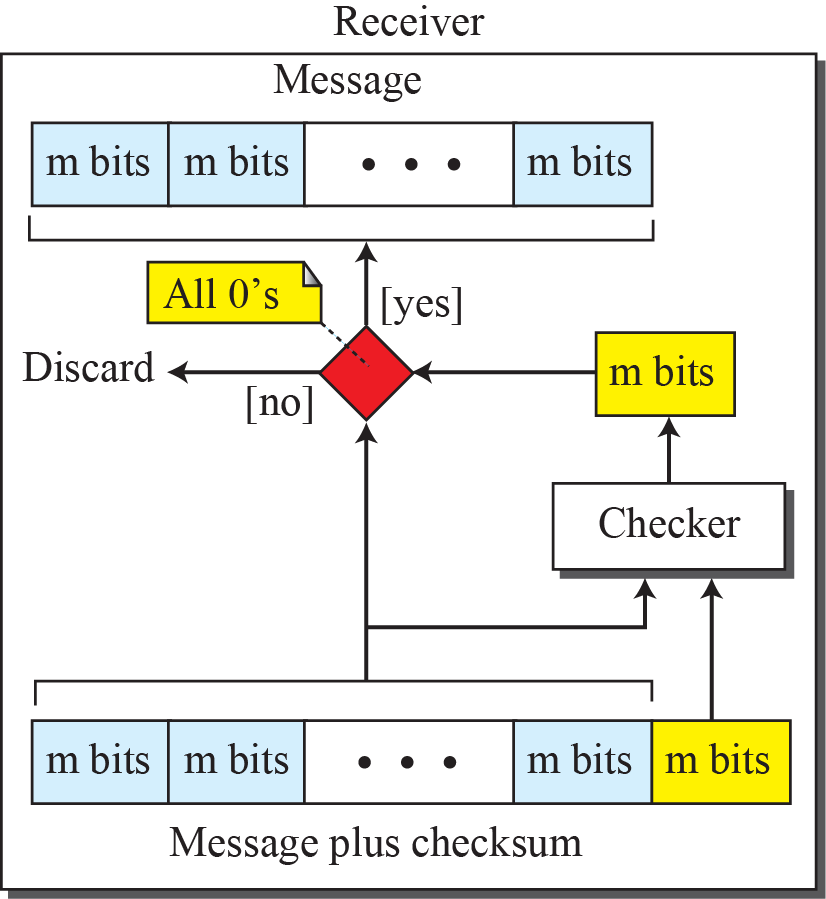 Receiver
Message
m bits m bits • • • m bits
All 0’s
[yes]
Discard
[no]
m bits
Checker
m bits m bits • • • m bits m bits
Message plus checksum